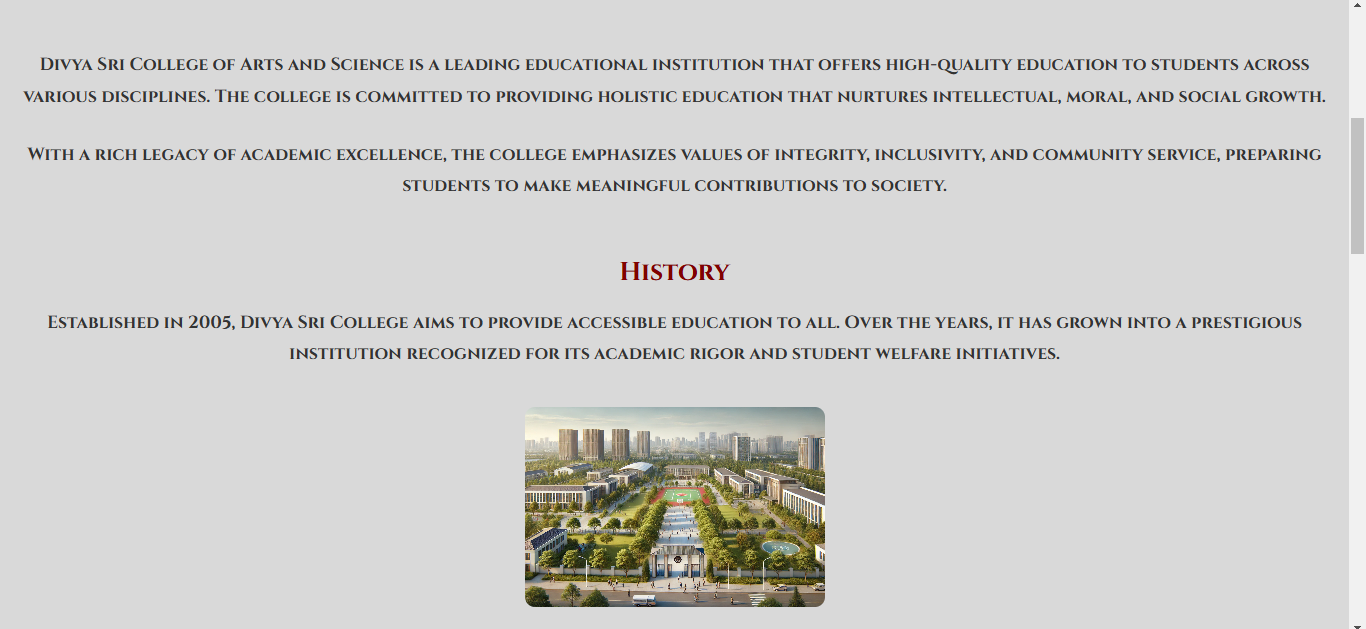 Divya Sri College of Arts and Science is a leading educational institution that offers high-quality education to students across
various disciplines. The college is committed to providing holistic education that nurtures intellectual, moral, and social growth.
With a rich legacy of academic excellence, the college emphasizes values of integrity, inclusivity, and community service, preparing
students to make meaningful contributions to society.
History
Established in 2005, Divya Sri College aims to provide accessible education to all. Over the years, it has grown into a prestigious
institution recognized for its academic rigor and student welfare initiatives.